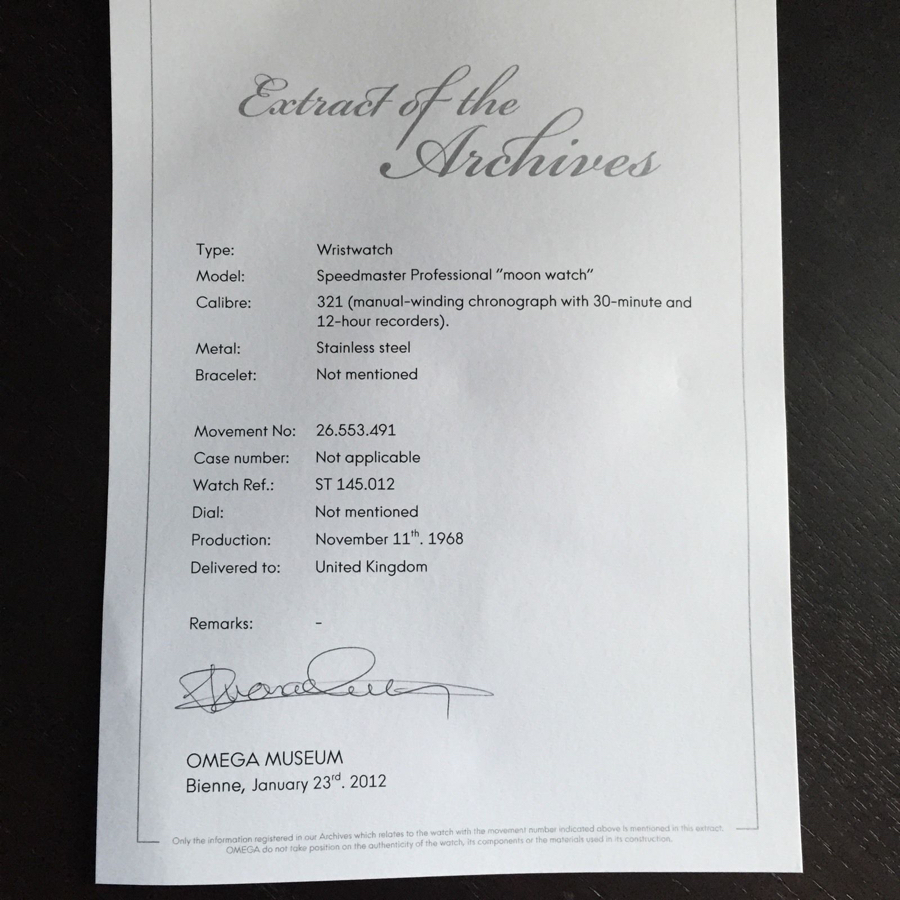 Extract of the
Archives
Type: Wristwatch
Model: Speedmaster Professional "moon watch"
Calibre: 321 (manual-winding chronograph with 30-minute and
12-hour recorders).
Metal: Stainless steel
Bracelet: Not mentioned
Movement No: 26.553.491
Case number: Not applicable
Watch Ref.: ST 145.012
Dial: Not mentioned
Production: November 11th. 1968
Delivered to: United Kingdom
Remarks: -
OMEGA MUSEUM
Bienne, January 23rd. 2012
Only the information registered in our Archives which relates to the watch with the movement number indicated above is mentioned in this extract.
OMEGA do not take position on the authenticity of the watch, its components or the materials used in its construction.